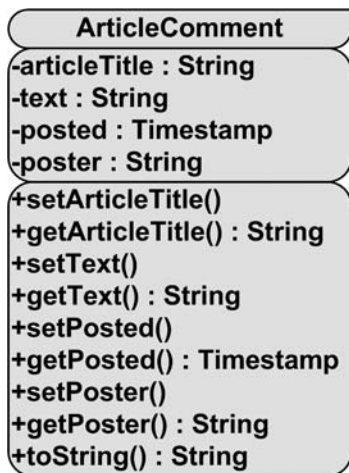 ArticleComment
-articleTitle : String
-text : String
-posted : Timestamp
-poster : String
+setArticleTitle()
+getArticleTitle() : String
+setText()
+getText() : String
+setPosted()
+getPosted() : Timestamp
+setPoster()
+getPoster() : String
+toString() : String